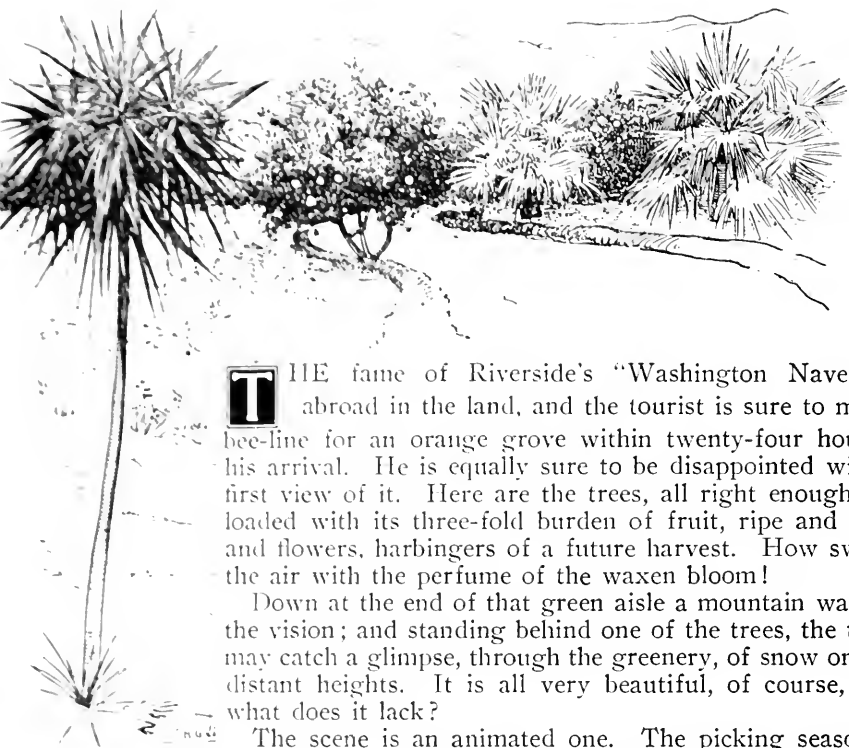 THE fame of Riverside's "Washington Nave
abroad in the land, and the tourist is sure to m
bee-line for an orange grove within twenty-four hou
his arrival. He is equally sure to be disappointed wi
first view of it. Here are the trees, all right enough
loaded with its three-fold burden of fruit, ripe and
and flowers, harbingers of a future harvest. How sw
the air with the perfume of the waxen bloom!
Down at the end of that green aisle a mountain wa
the vision; and standing behind one of the trees, the t
may catch a glimpse, through the greenery, of snow on
distant heights. It is all very beautiful, of course,
what does it lack?
The scene is an animated one. The picking seaso